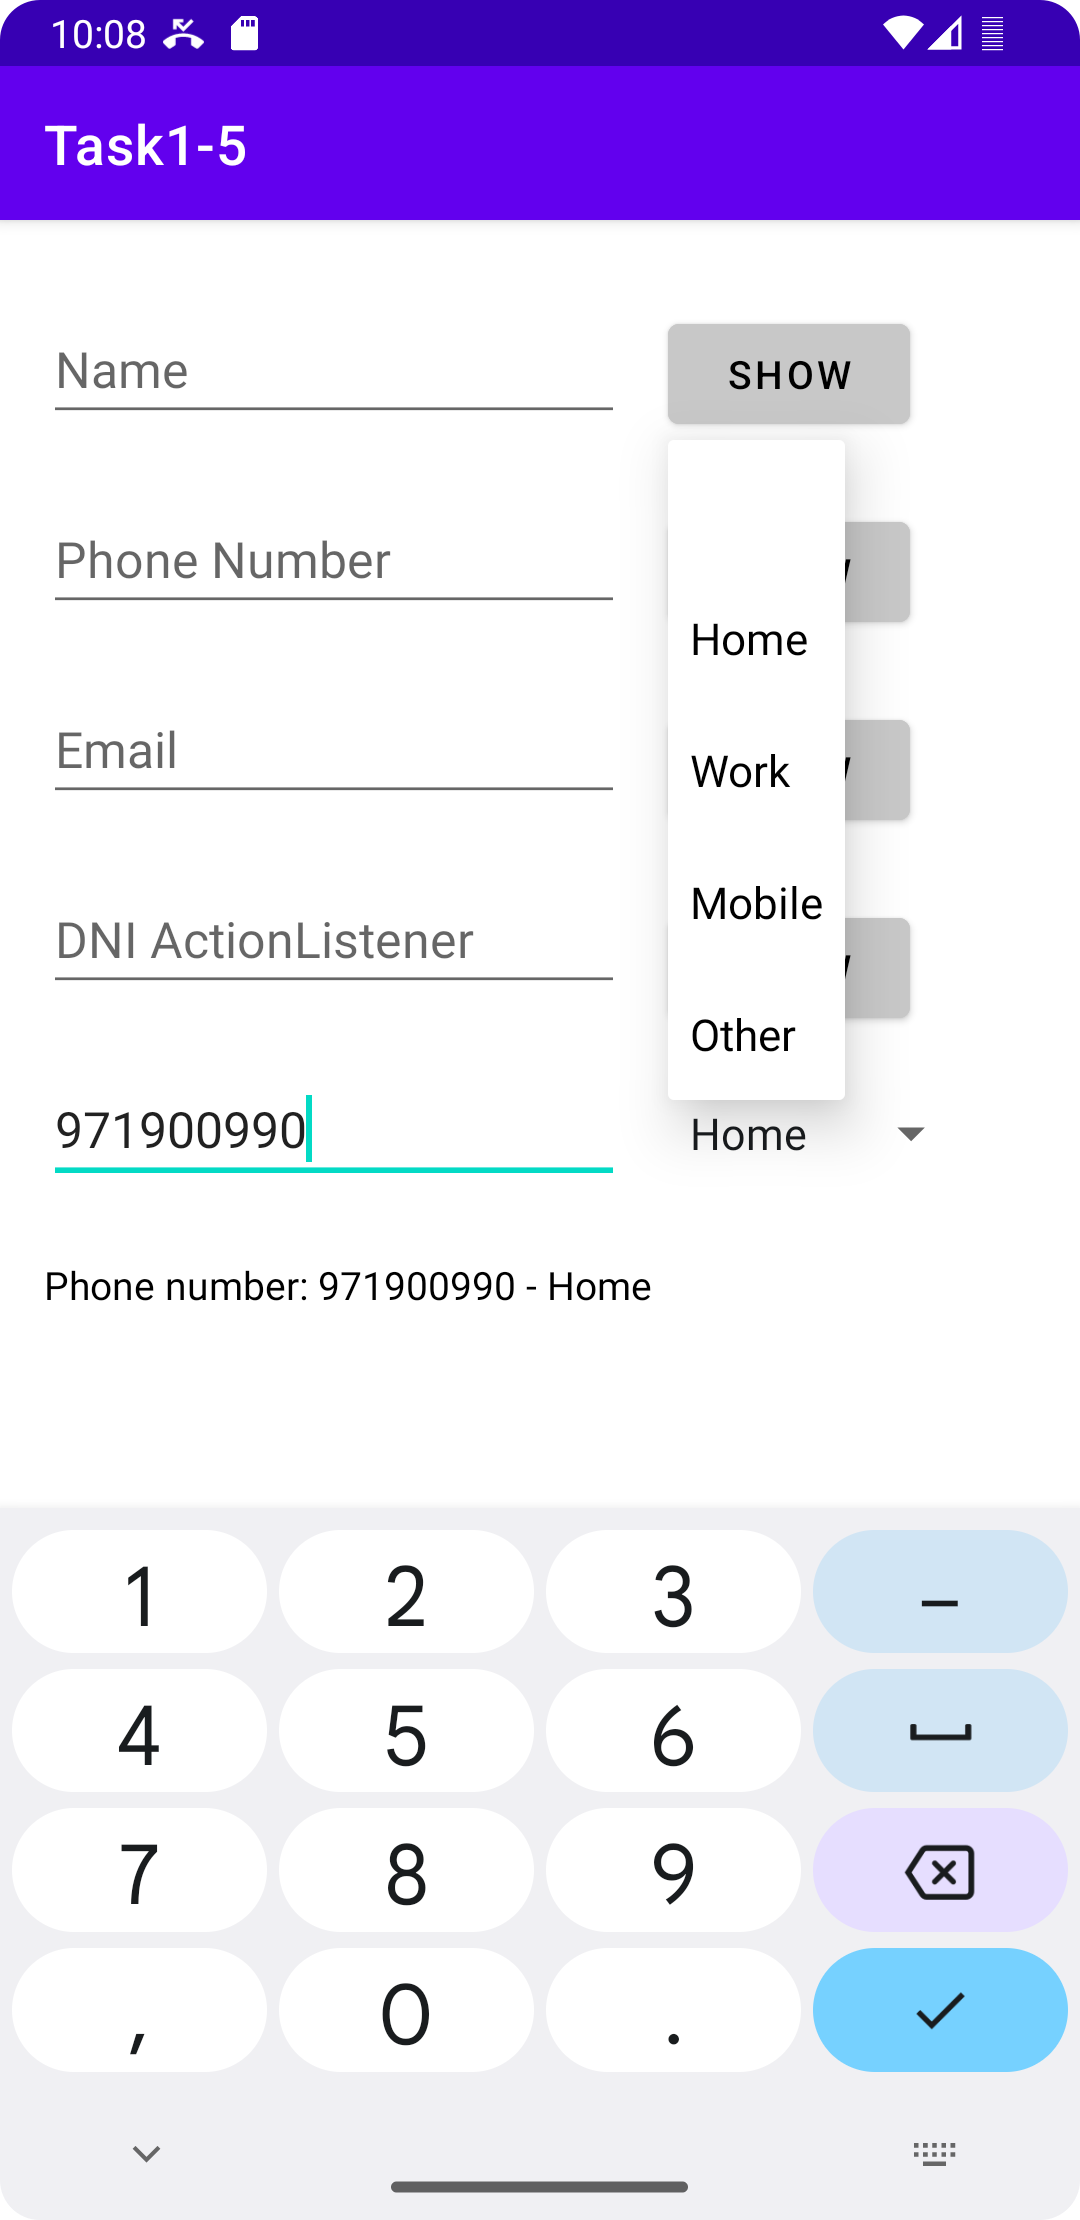 10:08
Task1-5
Name
SHOW
Phone Number
Home
Email
Work
Mobile
DNI ActionListener
Other
971900990
Home
Phone number: 971900990 - Home
1 2 3 –
4 5 6
7 8 9
, 0 .